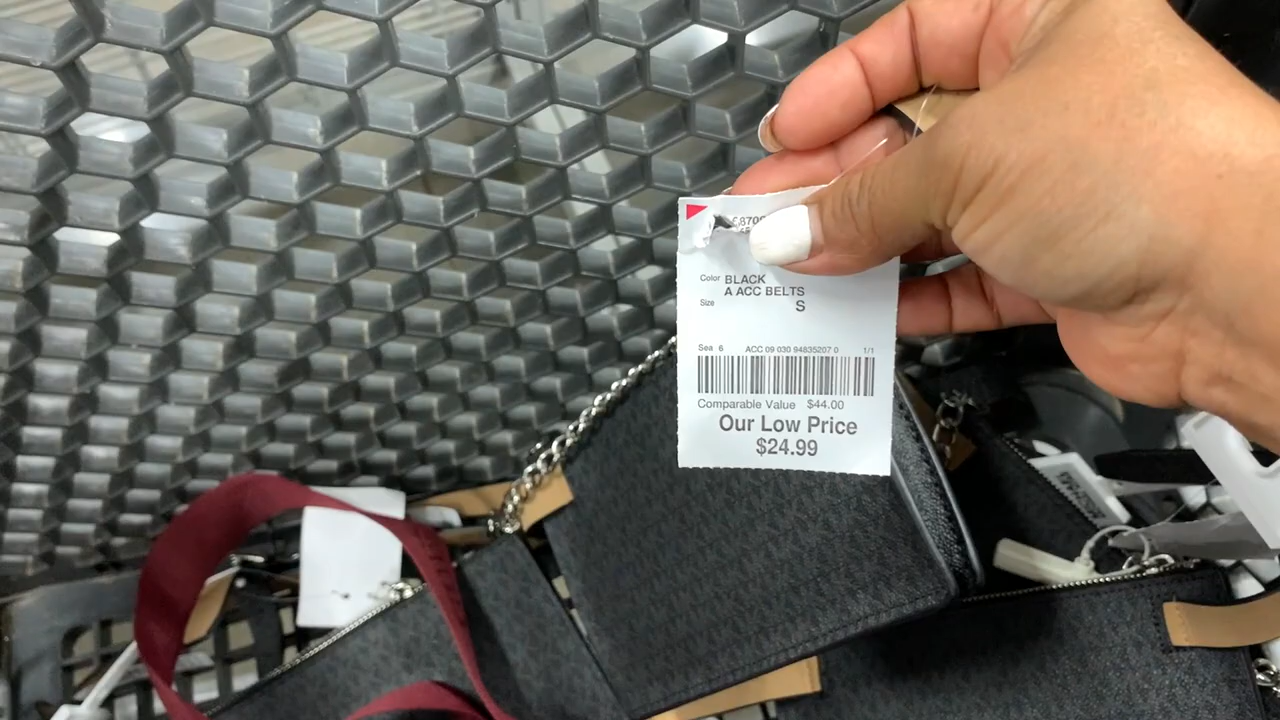 Color BLACK
A ACC BELTS
Size S
Sea 6 ACC 09 030 94835207 0 1/1
Comparable Value $44.00
Our Low Price
$24.99